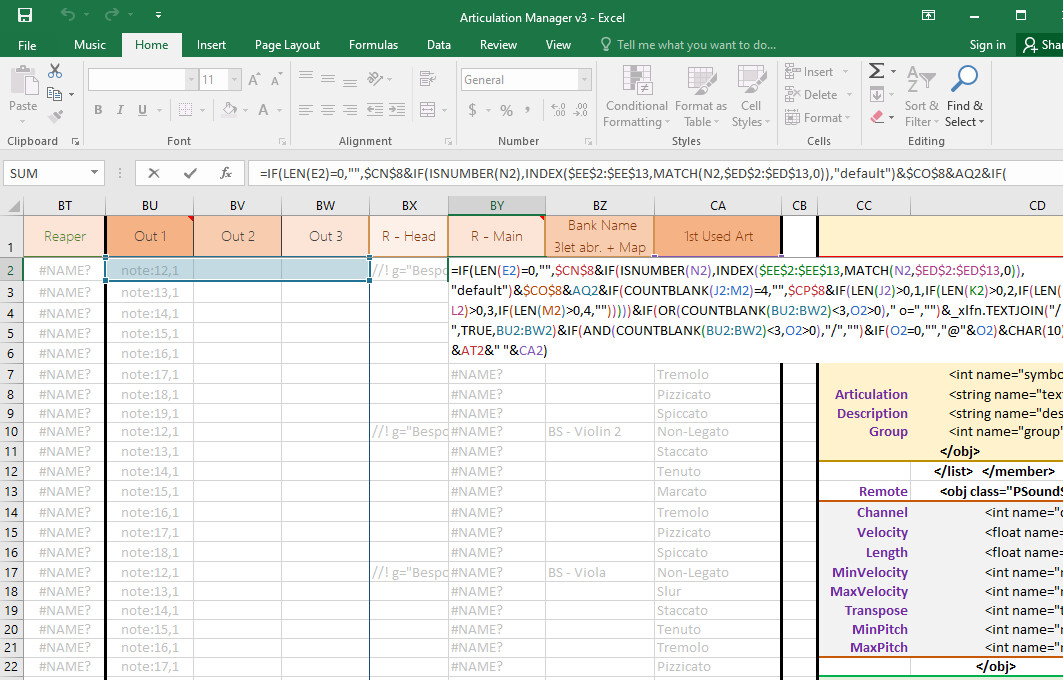 Articulation Manager v3 - Excel
File Music Home Insert Page Layout Formulas Data Review View Tell me what you want to do... Sign in Shar
Paste 11 A A General Insert Σ
B I U A $ % , Conditional Format as Cell Delete Sort & Find &
Formatting Table Styles Format Filter Select
Clipboard Font Alignment Number Styles Cells Editing
SUM fx =IF(LEN(E2)=0,"",$CN$8&IF(ISNUMBER(N2),INDEX($EE$2:$EE$13,MATCH(N2,$ED$2:$ED$13,0)),"default")&$CO$8&AQ2&IF(
BT BU BV BW BX BY BZ CA CB CC CD
1 Reaper Out 1 Out 2 Out 3 R - Head R - Main Bank Name 1st Used Art
3let abr. + Map
2 #NAME? note:12,1 //! g="Bespo =IF(LEN(E2)=0,"",$CN$8&IF(ISNUMBER(N2),INDEX($EE$2:$EE$13,MATCH(N2,$ED$2:$ED$13,0)),
3 #NAME? note:13,1 "default")&$CO$8&AQ2&IF(COUNTBLANK(J2:M2)=4,"",$CP$8&IF(LEN(J2)>0,1,IF(LEN(K2)>0,2,IF(LEN(
4 #NAME? note:14,1 L2)>0,3,IF(LEN(M2)>0,4,"")))))&IF(OR(COUNTBLANK(BU2:BW2)<3,O2>0)," o=","")&_xlfn.TEXTJOIN("/
5 #NAME? note:15,1 ",TRUE,BU2:BW2)&IF(AND(COUNTBLANK(BU2:BW2)<3,O2>0),"/","")&IF(O2=0,"","@"&O2)&CHAR(10)
6 #NAME? note:16,1 &AT2&" "&CA2)
7 #NAME? note:17,1 #NAME? Tremolo <int name="symbo
8 #NAME? note:18,1 #NAME? Pizzicato Articulation <string name="text
9 #NAME? note:19,1 #NAME? Spiccato Description <string name="des
10 #NAME? note:12,1 //! g="Bespo #NAME? BS - Violin 2 Non-Legato Group <int name="group"
11 #NAME? note:13,1 #NAME? Staccato </obj>
12 #NAME? note:14,1 #NAME? Tenuto </list> </member>
13 #NAME? note:15,1 #NAME? Marcato Remote <obj class="PSoundS
14 #NAME? note:16,1 #NAME? Tremolo Channel <int name="c
15 #NAME? note:17,1 #NAME? Pizzicato Velocity <float name=
16 #NAME? note:18,1 #NAME? Spiccato Length <float name=
17 #NAME? note:12,1 //! g="Bespo #NAME? BS - Viola Non-Legato MinVelocity <int name="r
18 #NAME? note:13,1 #NAME? Slur MaxVelocity <int name="r
19 #NAME? note:14,1 #NAME? Staccato Transpose <int name="t
20 #NAME? note:15,1 #NAME? Tenuto MinPitch <int name="r
21 #NAME? note:16,1 #NAME? Tremolo MaxPitch <int name="r
22 #NAME? note:17,1 #NAME? Pizzicato </obj>